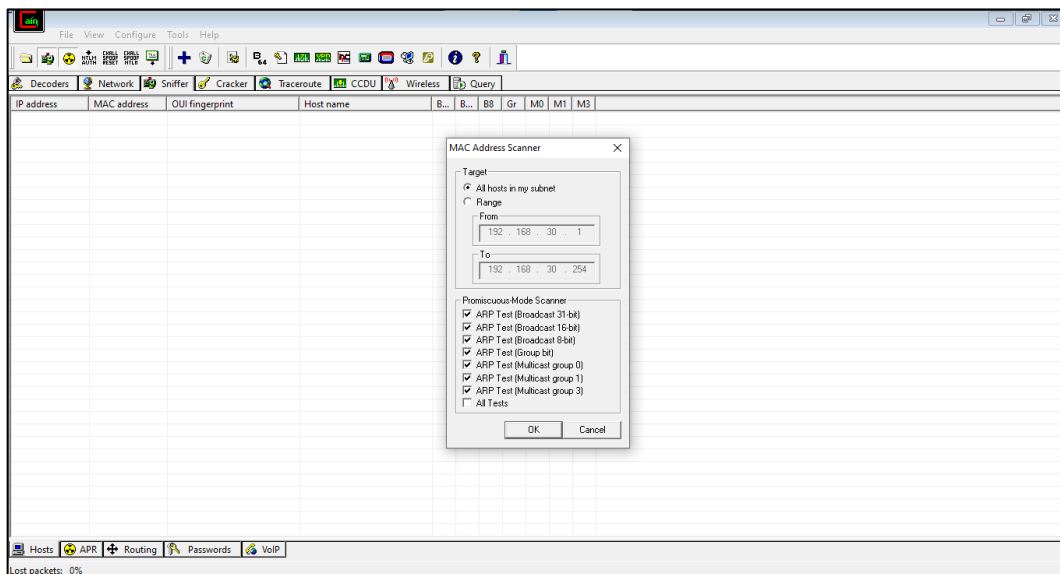 Cain
File View Configure Tools Help
Decoders Network Sniffer Cracker Traceroute CCDU Wireless Query
IP address MAC address OUI fingerprint Host name B... B... B8 Gr M0 M1 M3
MAC Address Scanner
Target
All hosts in my subnet
Range
From
192 . 168 . 30 . 1
To
192 . 168 . 30 . 254
Promiscuous-Mode Scanner
ARP Test (Broadcast 31-bit)
ARP Test (Broadcast 16-bit)
ARP Test (Broadcast 8-bit)
ARP Test (Group bit)
ARP Test (Multicast group 0)
ARP Test (Multicast group 1)
ARP Test (Multicast group 3)
All Tests
OK Cancel
Hosts APR Routing Passwords VoIP
Lost packets: 0%